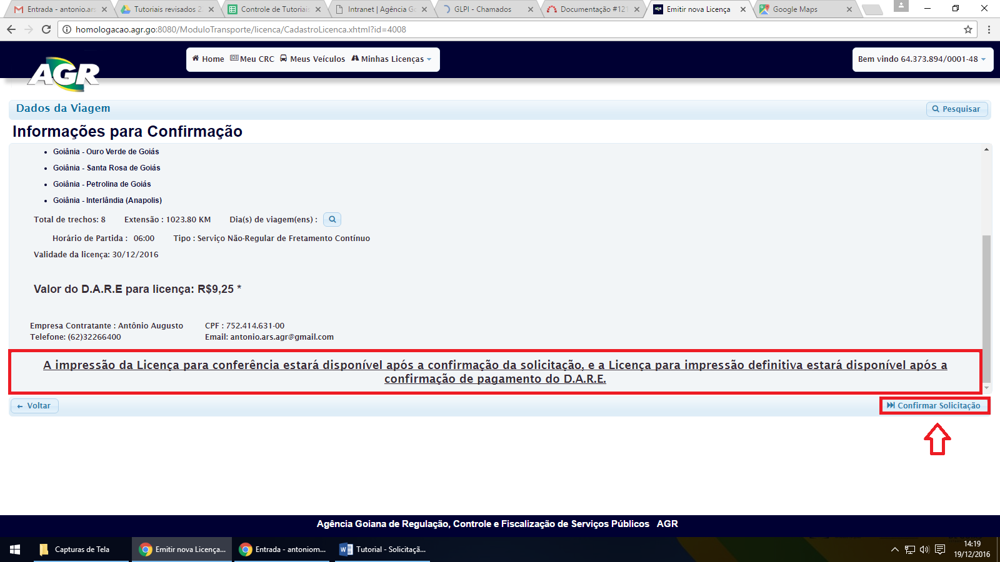 Entrada - antonio.ars
Tutoriais revisados 2
Controle de Tutoriais
Intranet | Agência Go
GLPI - Chamados
Documentação #121
Emitir nova Licença
Google Maps
homologacao.agr.go:8080/ModuloTransporte/licenca/CadastroLicenca.xhtml?id=4008
AGR
Home Meu CRC Meus Veículos Minhas Licenças
Bem vindo 64.373.894/0001-48
Dados da Viagem
Pesquisar
Informações para Confirmação
Goiânia - Ouro Verde de Goiás
Goiânia - Santa Rosa de Goiás
Goiânia - Petrolina de Goiás
Goiânia - Interlândia (Anapolis)
Total de trechos: 8 Extensão : 1023.80 KM Dia(s) de viagem(ens) :
Horário de Partida : 06:00 Tipo : Serviço Não-Regular de Fretamento Contínuo
Validade da licença: 30/12/2016
Valor do D.A.R.E para licença: R$9,25 *
Empresa Contratante : Antônio Augusto CPF : 752.414.631-00
Telefone: (62)32266400 Email: antonio.ars.agr@gmail.com
A impressão da Licença para conferência estará disponível após a confirmação da solicitação, e a Licença para impressão definitiva estará disponível após a
confirmação de pagamento do D.A.R.E.
Voltar
Confirmar Solicitação
Agência Goiana de Regulação, Controle e Fiscalização de Serviços Públicos AGR
Capturas de Tela
Emitir nova Licença...
Entrada - antoniom...
Tutorial - Solicitaçã...
14:19
19/12/2016